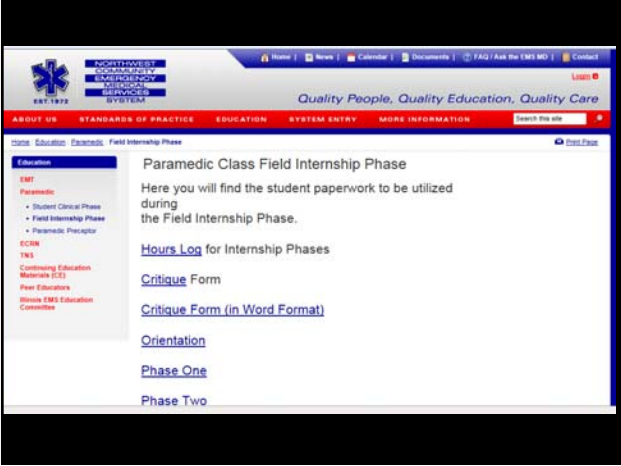 Home | News | Calendar | Documents | FAQ / Ask the EMS MD | Contact
Login
NORTHWEST
COMMUNITY
EMERGENCY
MEDICAL
SERVICES
SYSTEM
EST. 1972
Quality People, Quality Education, Quality Care
ABOUT US STANDARDS OF PRACTICE EDUCATION SYSTEM ENTRY MORE INFORMATION Search this site
Home Education Paramedic Field Internship Phase Print Page
Education
EMT
Paramedic
• Student Clinical Phase
• Field Internship Phase
• Paramedic Preceptor
ECRN
TNS
Continuing Education
Materials (CE)
Peer Educators
Illinois EMS Education
Committee
Paramedic Class Field Internship Phase
Here you will find the student paperwork to be utilized
during
the Field Internship Phase.
Hours Log for Internship Phases
Critique Form
Critique Form (in Word Format)
Orientation
Phase One
Phase Two